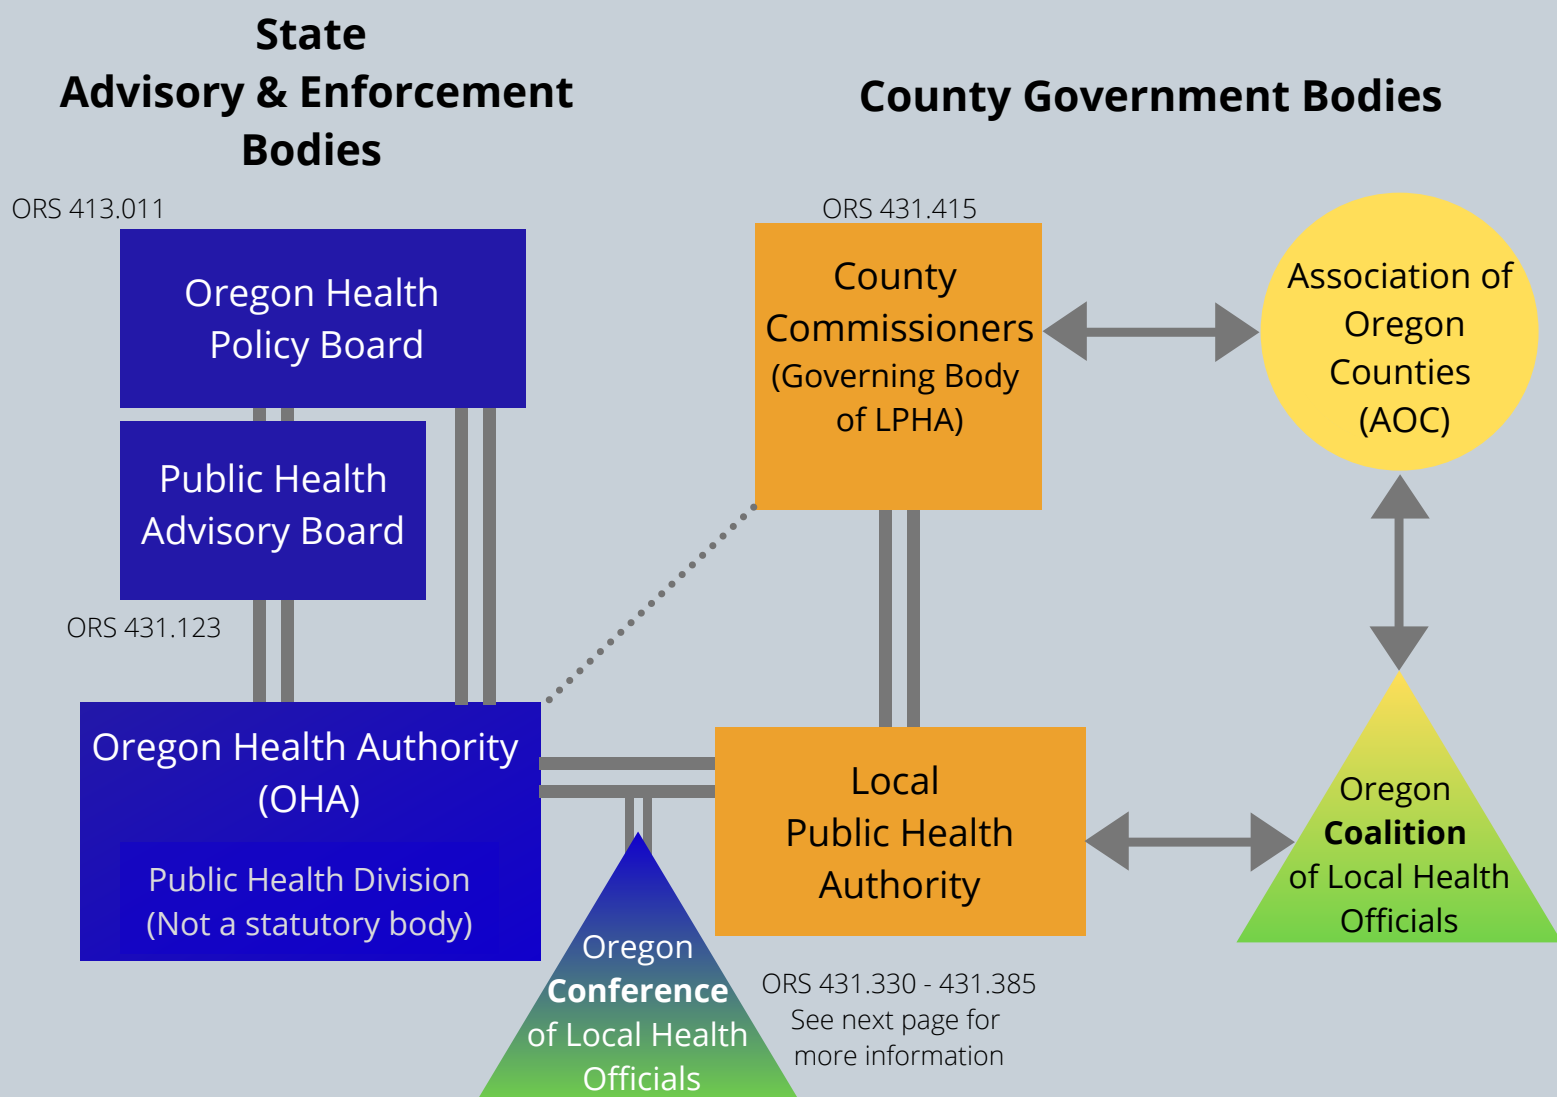 State
Advisory & Enforcement
Bodies
County Government Bodies
ORS 413.011
Oregon Health
Policy Board
Public Health
Advisory Board
ORS 431.123
Oregon Health Authority
(OHA)
Public Health Division
(Not a statutory body)
Oregon
Conference
of Local Health
Officials
ORS 431.415
County
Commissioners
(Governing Body
of LPHA)
Local
Public Health
Authority
ORS 431.330 - 431.385
See next page for
more information
Association of
Oregon
Counties
(AOC)
Oregon
Coalition
of Local Health
Officials